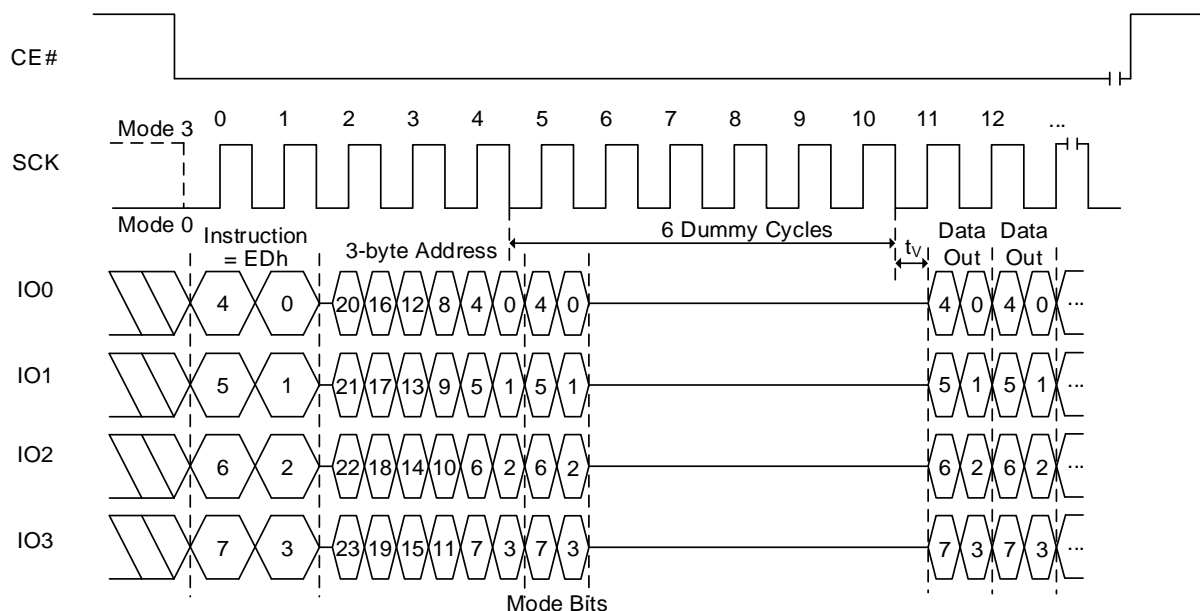 CE#
0 1 2 3 4 5 6 7 8 9 10 11 12 ...
Mode 3
SCK
Mode 0
6 Dummy Cycles
Instruction = EDh
3-byte Address
tV
Data Out
Data Out
IO0 4 0 20 16 12 8 4 0 4 0 4 0 4 0 ...
IO1 5 1 21 17 13 9 5 1 5 1 5 1 5 1 ...
IO2 6 2 22 18 14 10 6 2 6 2 6 2 6 2 ...
IO3 7 3 23 19 15 11 7 3 7 3 7 3 7 3 ...
Mode Bits